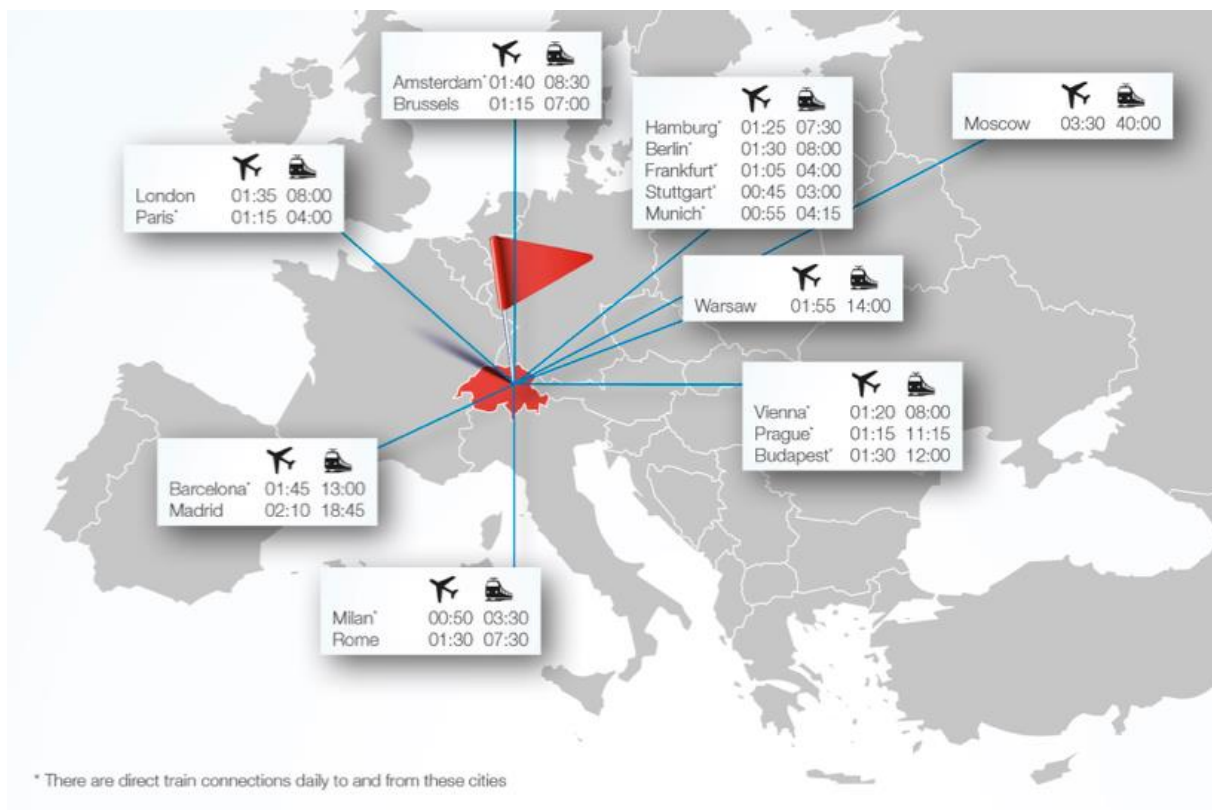 Amsterdam* 01:40 08:30
Brussels 01:15 07:00
Hamburg* 01:25 07:30
Berlin* 01:30 08:00
Frankfurt* 01:05 04:00
Stuttgart* 00:45 03:00
Munich* 00:55 04:15
Moscow 03:30 40:00
London 01:35 08:00
Paris* 01:15 04:00
Warsaw 01:55 14:00
Vienna* 01:20 08:00
Prague* 01:15 11:15
Budapest* 01:30 12:00
Barcelona* 01:45 13:00
Madrid 02:10 18:45
Milan* 00:50 03:30
Rome 01:30 07:30
* There are direct train connections daily to and from these cities